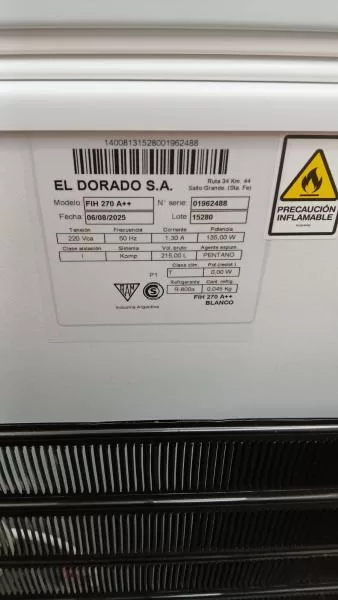 14008131528001962488
EL DORADO S.A.
Ruta 34 Km. 44
Salto Grande. (Sta. Fe)
Modelo: FIH 270 A++ N° serie: 01962488
Fecha: 06/08/2025 Lote 15280
Tensión Frecuencia Corriente Potencia
220 Vca 50 Hz 1,30 A 135,00 W
Clase aislación Sistema Vol. bruto Agente espum.
I Komp 215,00 L PENTANO
Clase clim. Pot c/resist.)
P1 T 0,00 W
Refrigerante Cant. refrig.
R-600a 0,045 Kg
FIH 270 A++
BLANCO
IRAM S
Industria Argentina
PRECAUCIÓN
INFLAMABLE